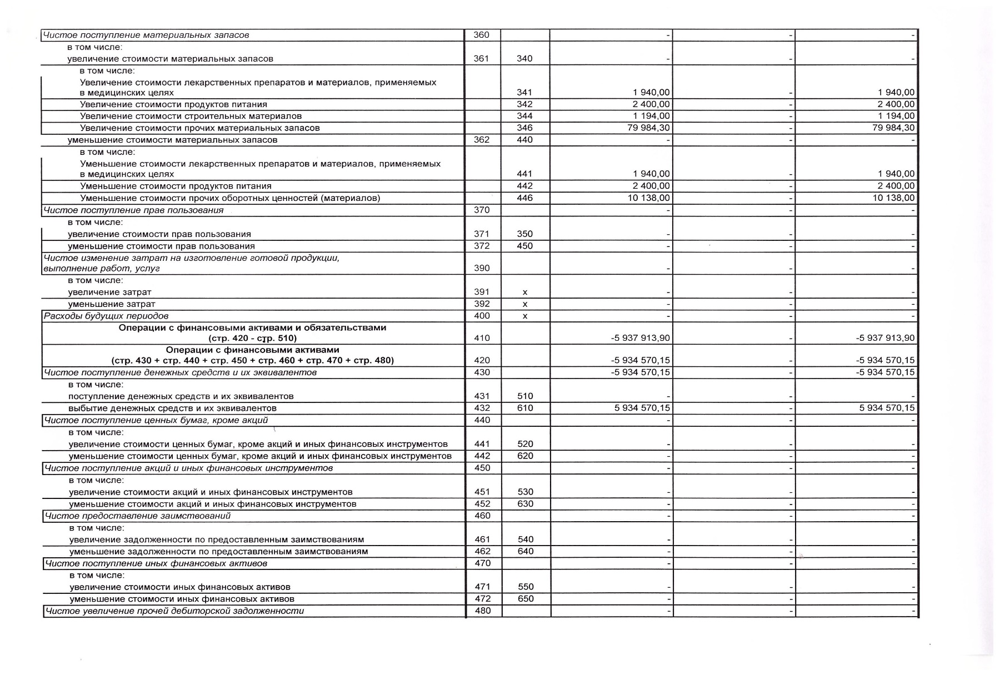 Чистое поступление материальных запасов 360 - - -
в том числе:
увеличение стоимости материальных запасов 361 340 - - -
в том числе:
Увеличение стоимости лекарственных препаратов и материалов, применяемых
в медицинских целях 341 1 940,00 - 1 940,00
Увеличение стоимости продуктов питания 342 2 400,00 - 2 400,00
Увеличение стоимости строительных материалов 344 1 194,00 - 1 194,00
Увеличение стоимости прочих материальных запасов 346 79 984,30 - 79 984,30
уменьшение стоимости материальных запасов 362 440 - - -
в том числе:
Уменьшение стоимости лекарственных препаратов и материалов, применяемых
в медицинских целях 441 1 940,00 - 1 940,00
Уменьшение стоимости продуктов питания 442 2 400,00 - 2 400,00
Уменьшение стоимости прочих оборотных ценностей (материалов) 446 10 138,00 - 10 138,00
Чистое поступление прав пользования 370 - - -
в том числе:
увеличение стоимости прав пользования 371 350 - - -
уменьшение стоимости прав пользования 372 450 - - -
Чистое изменение затрат на изготовление готовой продукции,
выполнение работ, услуг 390 - - -
в том числе:
увеличение затрат 391 х - - -
уменьшение затрат 392 х - - -
Расходы будущих периодов 400 х - - -
Операции с финансовыми активами и обязательствами
(стр. 420 - стр. 510) 410 -5 937 913,90 - -5 937 913,90
Операции с финансовыми активами
(стр. 430 + стр. 440 + стр. 450 + стр. 460 + стр. 470 + стр. 480) 420 -5 934 570,15 - -5 934 570,15
Чистое поступление денежных средств и их эквивалентов 430 -5 934 570,15 - -5 934 570,15
в том числе:
поступление денежных средств и их эквивалентов 431 510 - - -
выбытие денежных средств и их эквивалентов 432 610 5 934 570,15 - 5 934 570,15
Чистое поступление ценных бумаг, кроме акций 440 - - -
в том числе:
увеличение стоимости ценных бумаг, кроме акций и иных финансовых инструментов 441 520 - - -
уменьшение стоимости ценных бумаг, кроме акций и иных финансовых инструментов 442 620 - - -
Чистое поступление акций и иных финансовых инструментов 450 - - -
в том числе:
увеличение стоимости акций и иных финансовых инструментов 451 530 - - -
уменьшение стоимости акций и иных финансовых инструментов 452 630 - - -
Чистое предоставление заимствований 460 - - -
в том числе:
увеличение задолженности по предоставленным заимствованиям 461 540 - - -
уменьшение задолженности по предоставленным заимствованиям 462 640 - - -
Чистое поступление иных финансовых активов 470 - - -
в том числе:
увеличение стоимости иных финансовых активов 471 550 - - -
уменьшение стоимости иных финансовых активов 472 650 - - -
Чистое увеличение прочей дебиторской задолженности 480 - - -